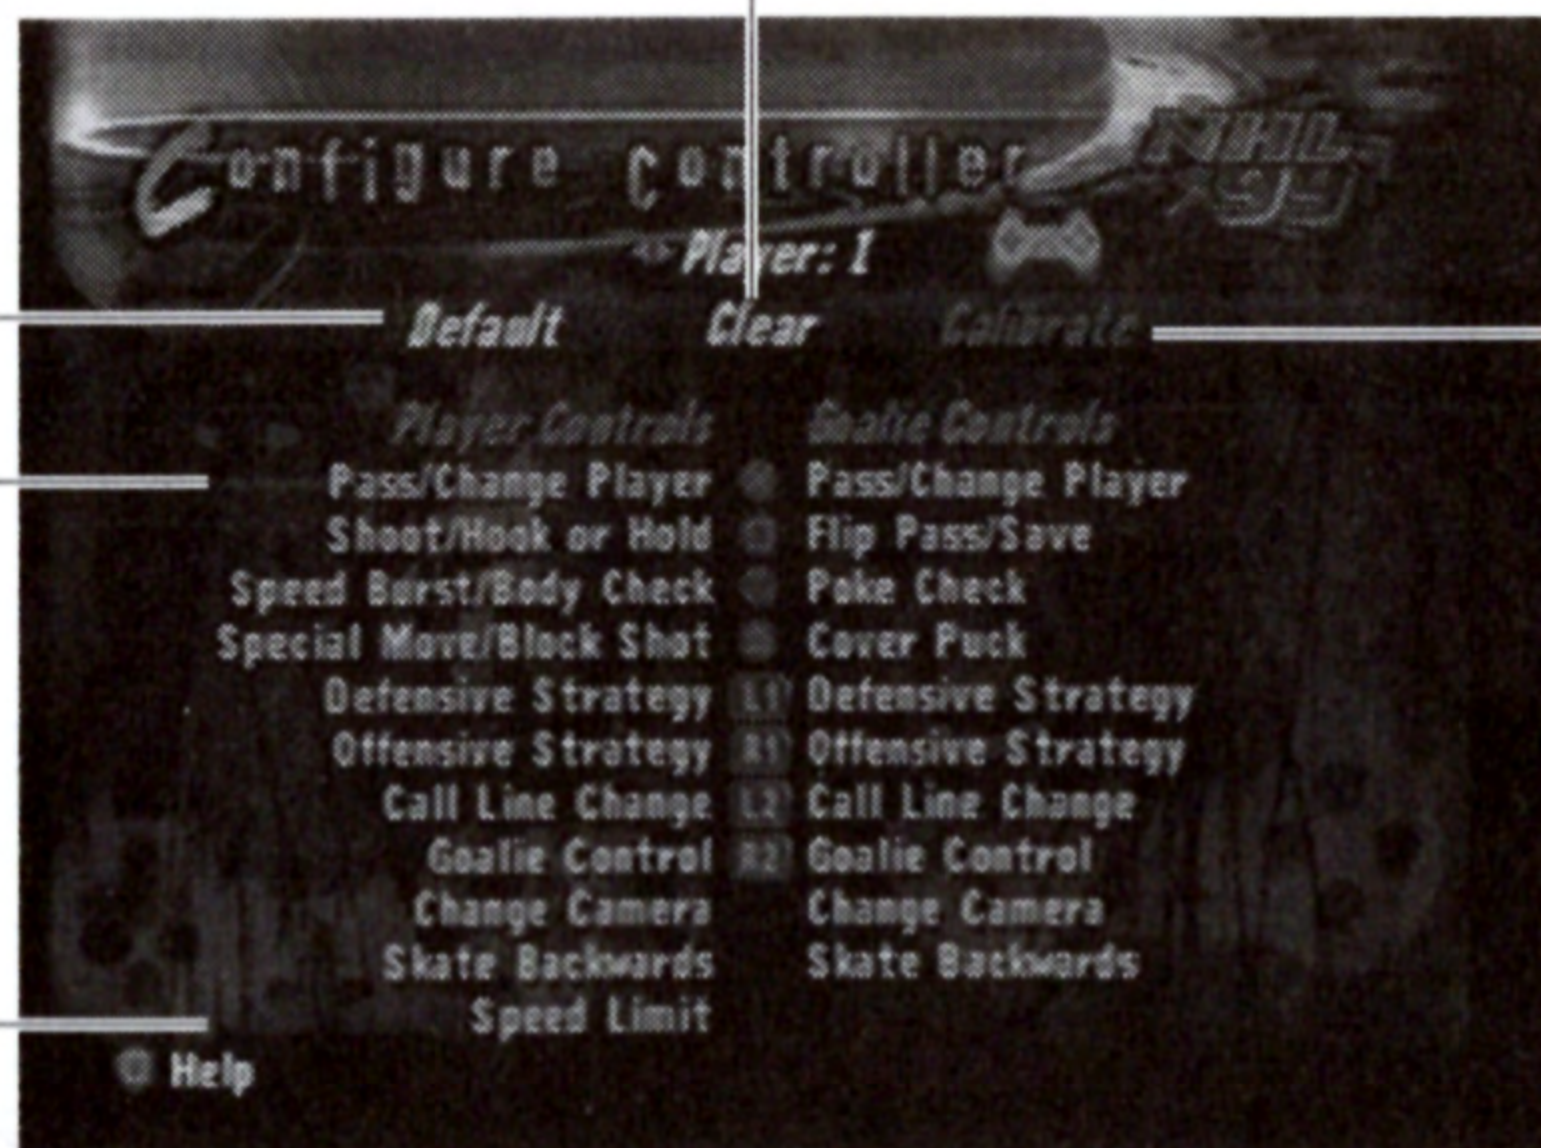 Configure controller
NHL 99
Player: 1
Default Clear Calibrate
Player Controls Goalie Controls
Pass/Change Player Pass/Change Player
Shoot/Hook or Hold Flip Pass/Save
Speed Burst/Body Check Poke Check
Special Move/Block Shot Cover Puck
Defensive Strategy L1 Defensive Strategy
Offensive Strategy R1 Offensive Strategy
Call Line Change L2 Call Line Change
Goalie Control R2 Goalie Control
Change Camera Change Camera
Skate Backwards Skate Backwards
Speed Limit
Help